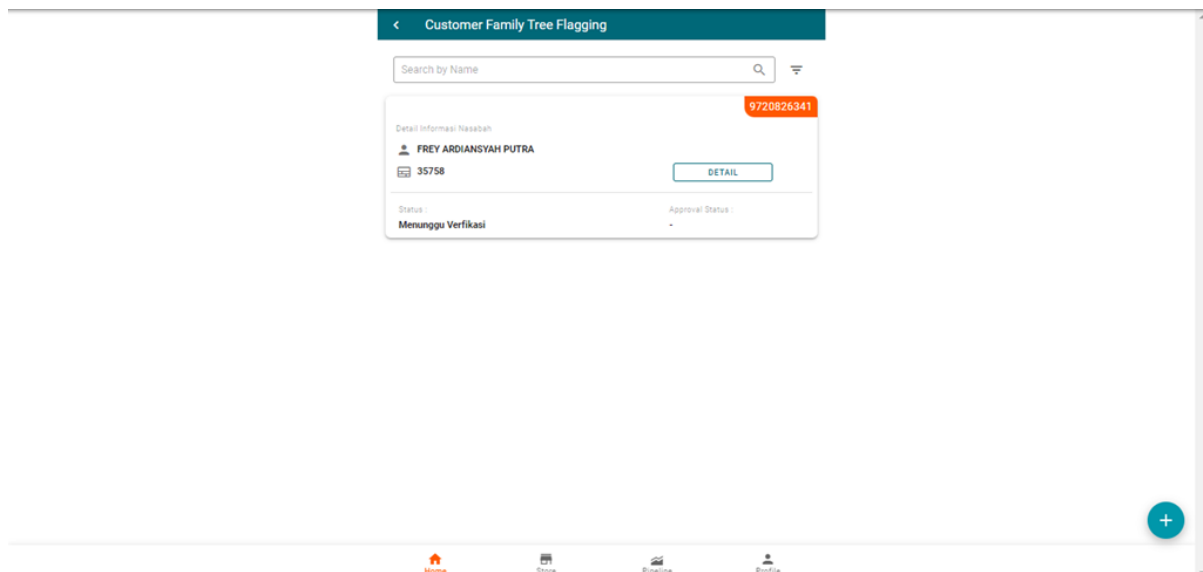 Customer Family Tree Flagging
Search by Name
9720826341
Detail Informasi Nasabah
FREY ARDIANSYAH PUTRA
35758
DETAIL
Status :
Approval Status :
Menunggu Verfikasi
-
Home
Store
Pipeline
Profile